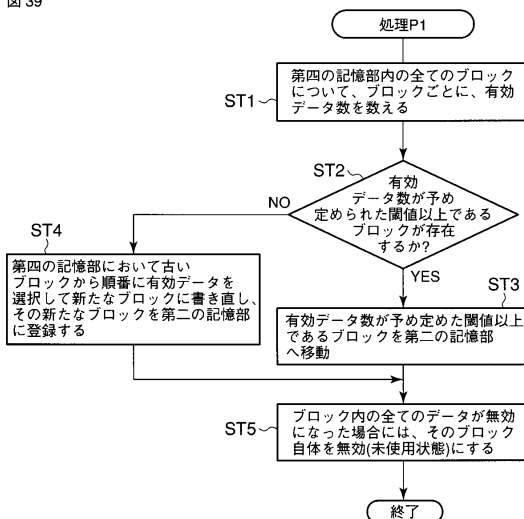 図 39
処理P1
ST1
第四の記憶部内の全てのブロック
について、ブロックごとに、有効
データ数を数える
ST2
有効
データ数が予め
定められた閾値以上である
ブロックが存在
するか?
NO
YES
ST4
第四の記憶部において古い
ブロックから順番に有効データを
選択して新たなブロックに書き直し、
その新たなブロックを第二の記憶部
に登録する
ST3
有効データ数が予め定めた閾値以上
であるブロックを第二の記憶部
へ移動
ST5
ブロック内の全てのデータが無効
になった場合には、そのブロック
自体を無効(未使用状態)にする
終了